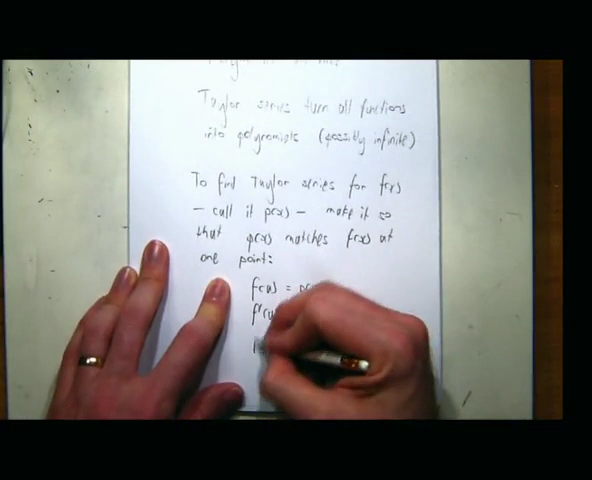 Taylor series turn all functions
into polynomials (possibly infinite)
To find Taylor series for f(x)
- call it p(x) - make it so
that p(x) matches f(x) at
one point:
f(a) =